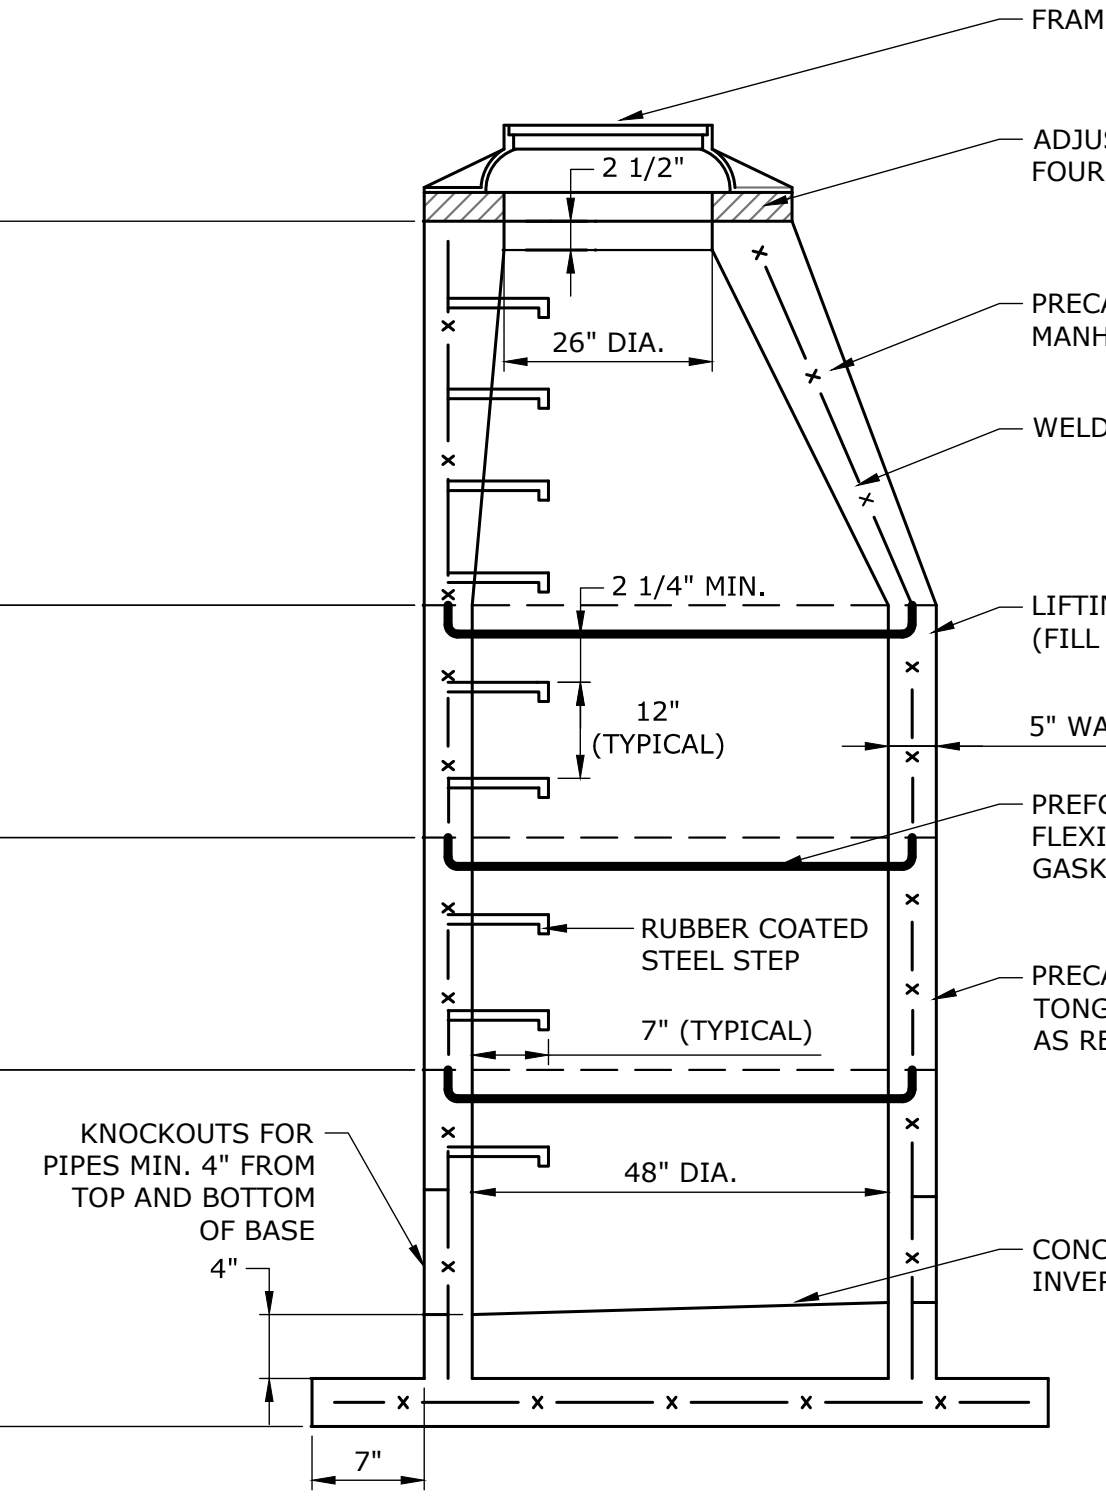 FRAM
ADJUS
FOUR
2 1/2"
PRECA
MANH
26" DIA.
WELD
2 1/4" MIN.
LIFTIN
(FILL
12"
(TYPICAL)
5" WA
PREFO
FLEXI
GASK
RUBBER COATED
STEEL STEP
PRECA
TONG
AS RE
7" (TYPICAL)
KNOCKOUTS FOR
PIPES MIN. 4" FROM
TOP AND BOTTOM
OF BASE
48" DIA.
4"
CONC
INVER
7"